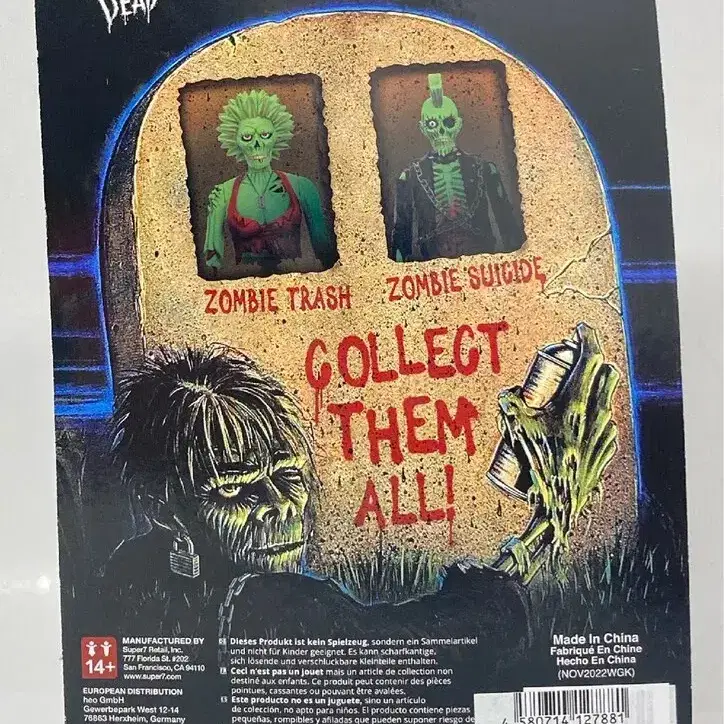 DEAD
ZOMBIE TRASH
ZOMBIE SUICIDE
COLLECT
THEM
ALL!
14+
MANUFACTURED BY
Super7 Retail, Inc.
777 Florida St. #202
San Francisco, CA 94110
www.super7.com
EUROPEAN DISTRIBUTION
heo GmbH
Gewerbepark West 12-14
76863 Herxheim, Germany
Dieses Produkt ist kein Spielzeug, sondern ein Sammelartikel
und nicht für Kinder geeignet. Es kann scharfkantige,
sich lösende und verschluckbare Kleinteile enthalten.
Ceci n'est pas un jouet mais un article de collection non
destiné aux enfants. Ce produit peut contenir des pièces
pointues, cassantes ou pouvant être avalées.
Este producto no es un juguete, sino un artículo
de colección, no apto para niños. El producto contiene piezas
pequeñas, rompibles y afiladas que pueden suponer riesgo de
Made in China
Fabriqué En Chine
Hecho En China
(NOV2022WGK)
4 580714 127881